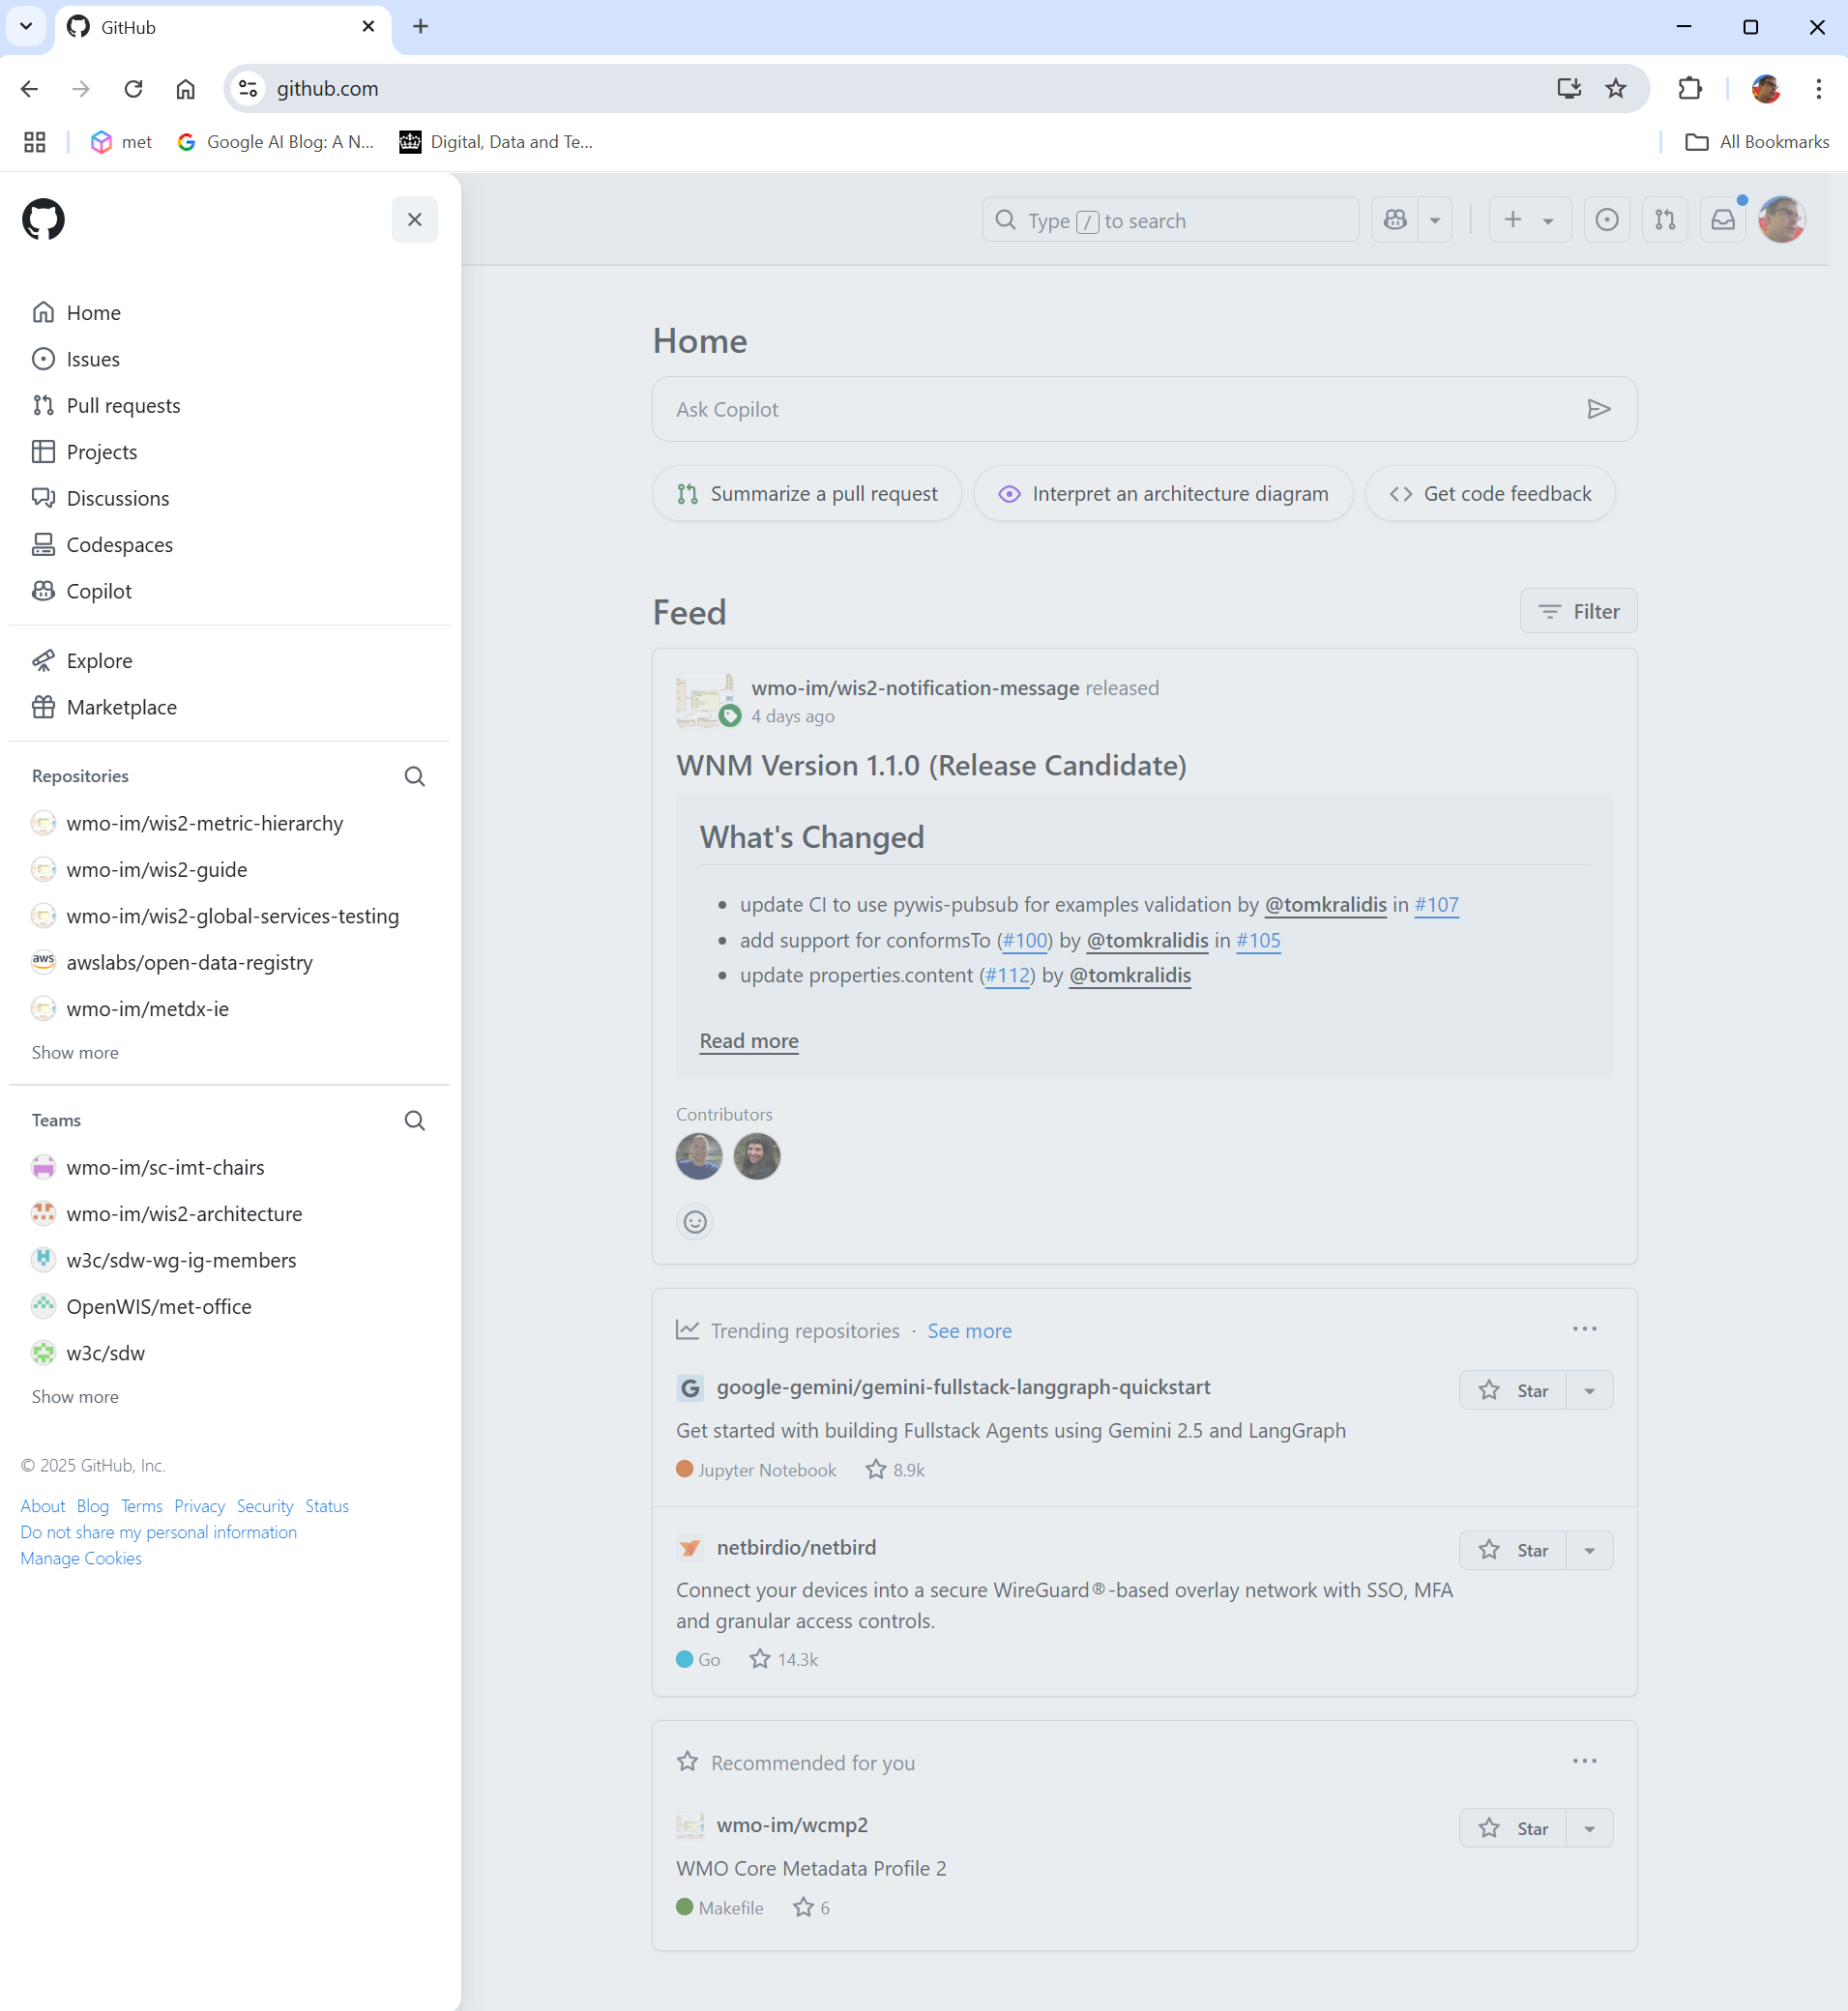 GitHub
github.com
met
Google AI Blog: A N...
Digital, Data and Te...
All Bookmarks
Type / to search
Home
Issues
Pull requests
Projects
Discussions
Codespaces
Copilot
Explore
Marketplace
Repositories
wmo-im/wis2-metric-hierarchy
wmo-im/wis2-guide
wmo-im/wis2-global-services-testing
aws
awslabs/open-data-registry
wmo-im/metdx-ie
Show more
Teams
wmo-im/sc-imt-chairs
wmo-im/wis2-architecture
w3c/sdw-wg-ig-members
OpenWIS/met-office
w3c/sdw
Show more
© 2025 GitHub, Inc.
About Blog Terms Privacy Security Status
Do not share my personal information
Manage Cookies
Home
Ask Copilot
Summarize a pull request
Interpret an architecture diagram
Get code feedback
Feed
Filter
wmo-im/wis2-notification-message released
4 days ago
WNM Version 1.1.0 (Release Candidate)
What's Changed
• update CI to use pywis-pubsub for examples validation by @tomkralidis in #107
• add support for conformsTo (#100) by @tomkralidis in #105
• update properties.content (#112) by @tomkralidis
Read more
Contributors
Trending repositories · See more
google-gemini/gemini-fullstack-langgraph-quickstart
Star
Get started with building Fullstack Agents using Gemini 2.5 and LangGraph
Jupyter Notebook 8.9k
netbirdio/netbird
Star
Connect your devices into a secure WireGuard®-based overlay network with SSO, MFA
and granular access controls.
Go 14.3k
Recommended for you
wmo-im/wcmp2
Star
WMO Core Metadata Profile 2
Makefile 6